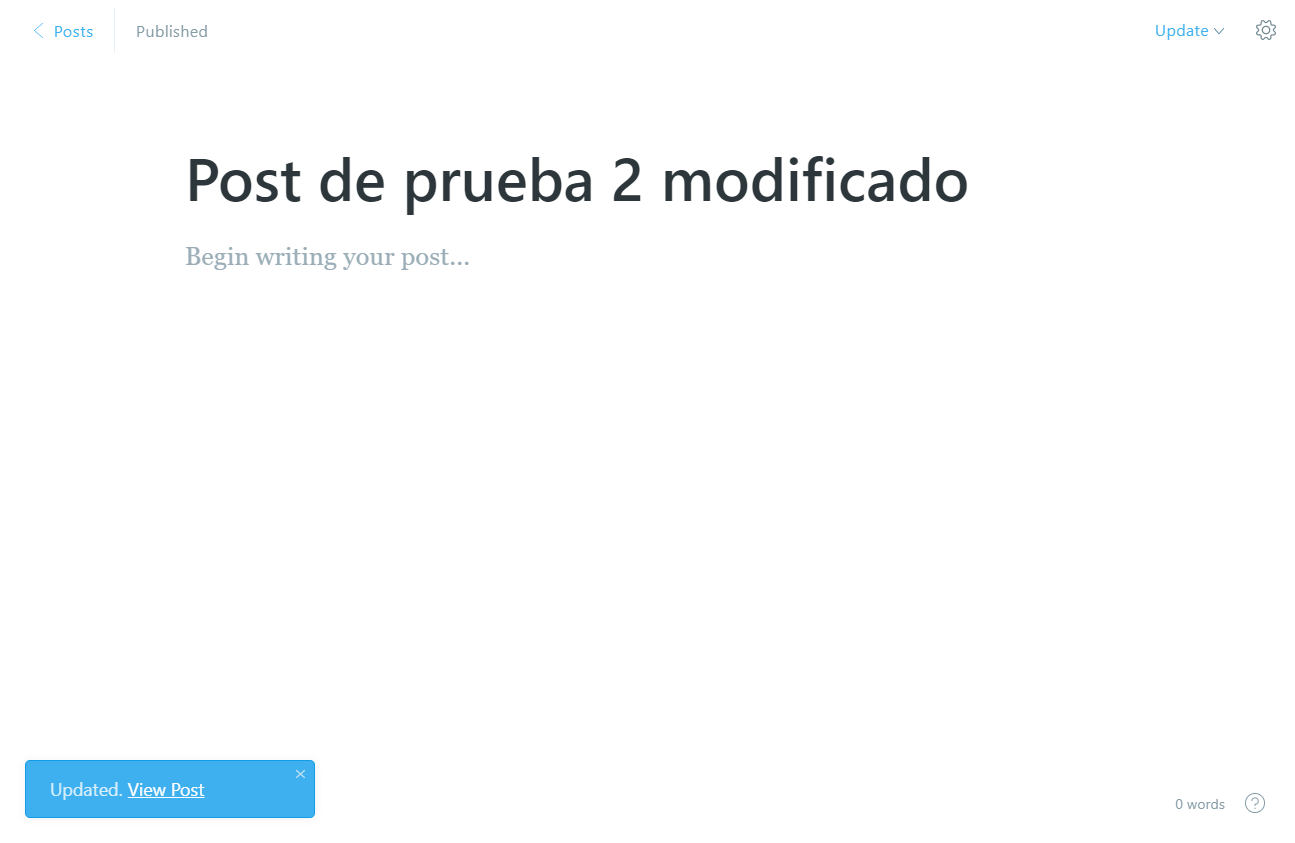 Posts
Published
Update
Post de prueba 2 modificado
Begin writing your post...
Updated. View Post
0 words
?